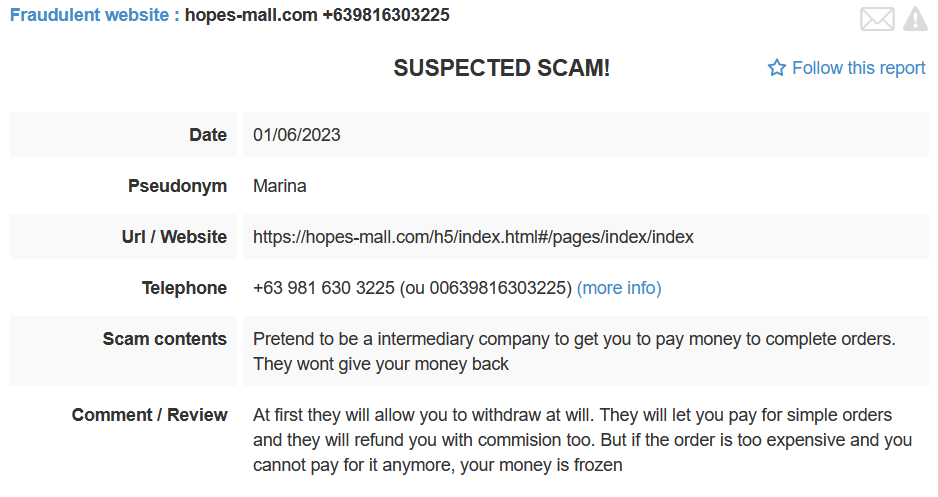 Fraudulent website : hopes-mall.com +639816303225
SUSPECTED SCAM!
Follow this report
Date 01/06/2023
Pseudonym Marina
Url / Website https://hopes-mall.com/h5/index.html#/pages/index/index
Telephone +63 981 630 3225 (ou 00639816303225) (more info)
Scam contents Pretend to be a intermediary company to get you to pay money to complete orders.
They wont give your money back
Comment / Review At first they will allow you to withdraw at will. They will let you pay for simple orders
and they will refund you with commision too. But if the order is too expensive and you
cannot pay for it anymore, your money is frozen